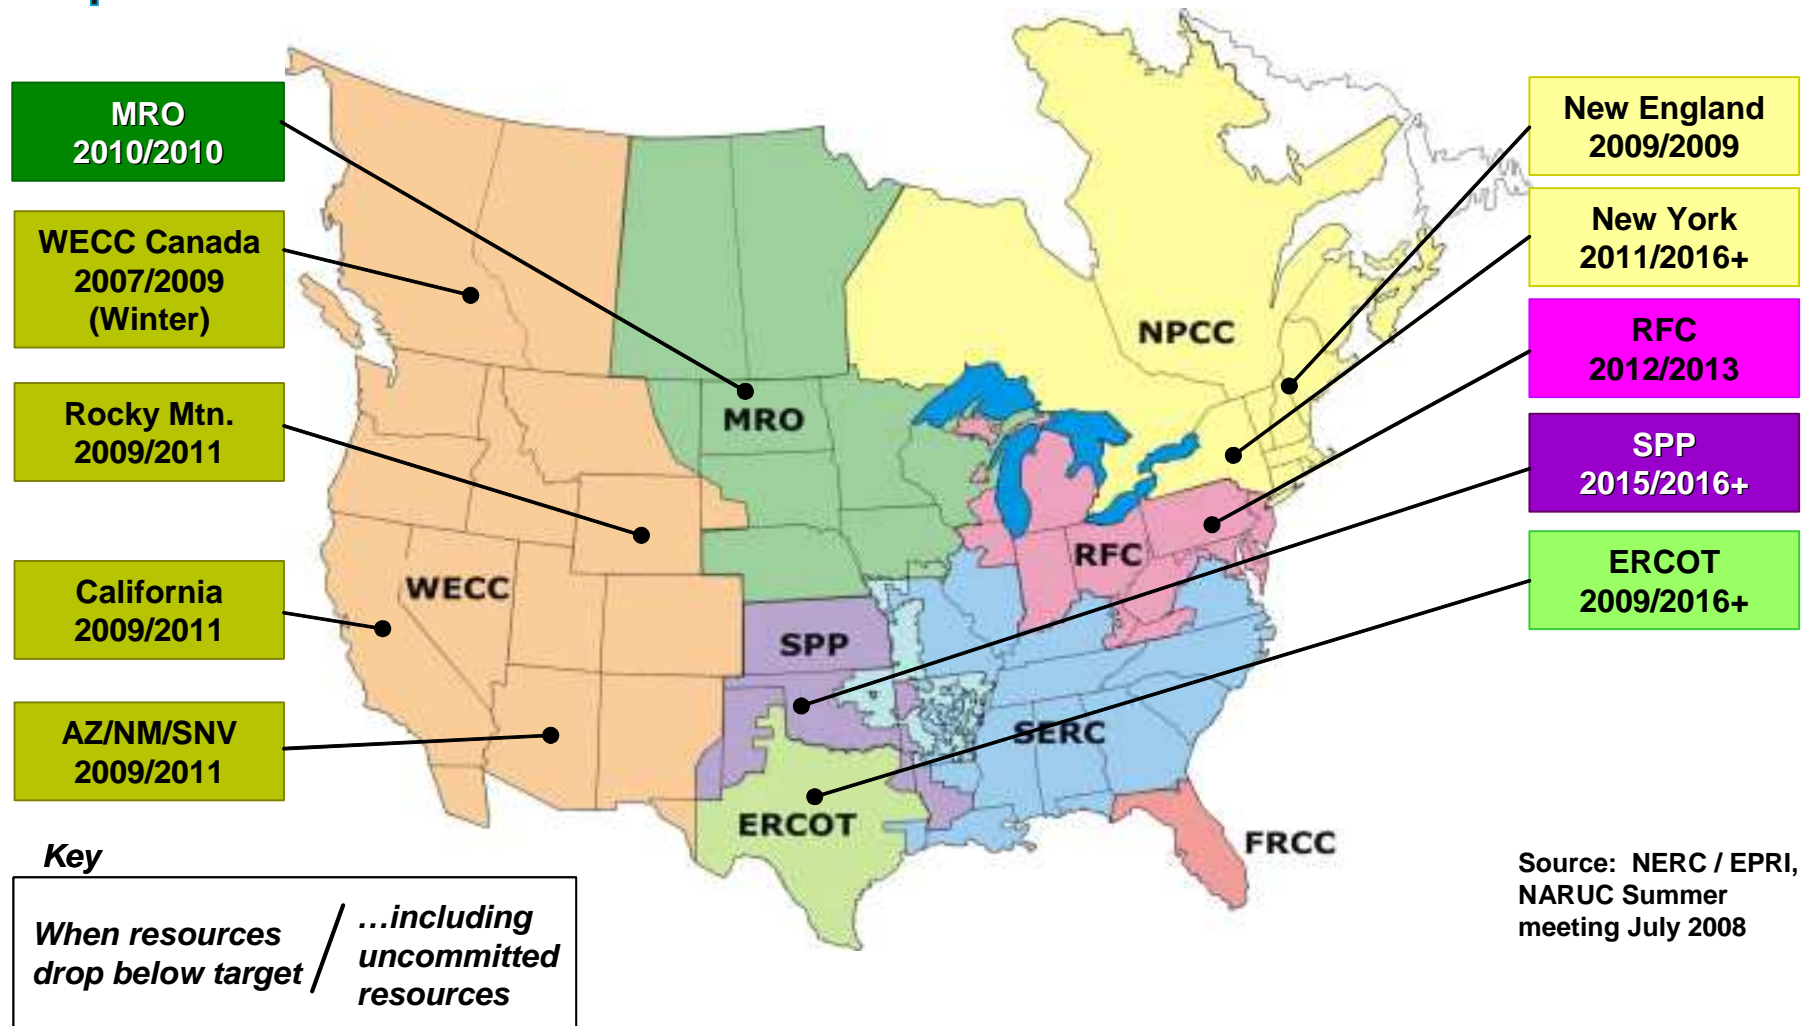 MRO
2010/2010
WECC Canada
2007/2009
(Winter)
Rocky Mtn.
2009/2011
California
2009/2011
AZ/NM/SNV
2009/2011
New England
2009/2009
New York
2011/2016+
RFC
2012/2013
SPP
2015/2016+
ERCOT
2009/2016+
NPCC
MRO
RFC
WECC
SPP
SERC
ERCOT
FRCC
Key
When resources
drop below target
/
…including
uncommitted
resources
Source: NERC / EPRI,
NARUC Summer
meeting July 2008